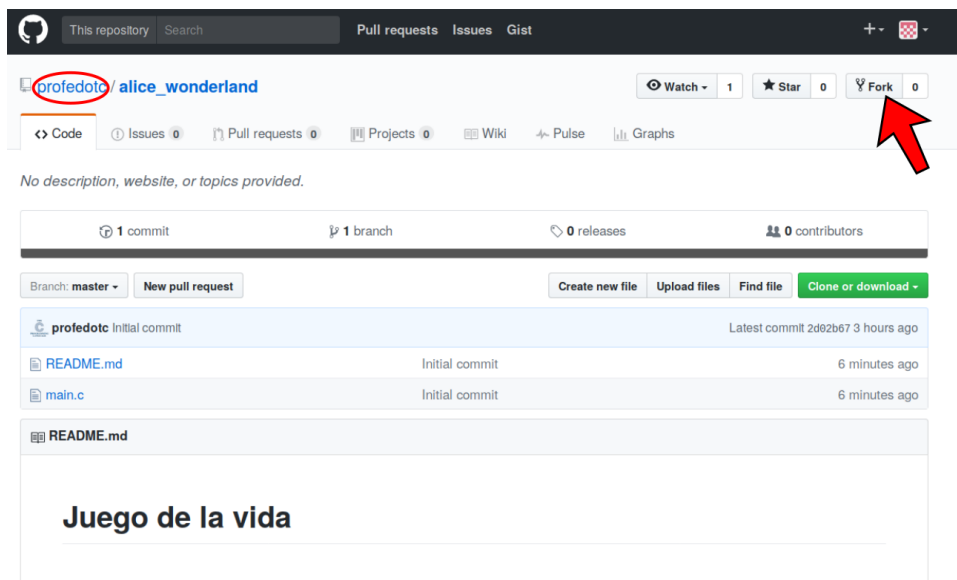 This repository Search Pull requests Issues Gist
profedotc / alice_wonderland Watch 1 Star 0 Fork 0
Code Issues 0 Pull requests 0 Projects 0 Wiki Pulse Graphs
No description, website, or topics provided.
1 commit 1 branch 0 releases 0 contributors
Branch: master New pull request Create new file Upload files Find file Clone or download
profedotc Initial commit Latest commit 2d02b67 3 hours ago
README.md Initial commit 6 minutes ago
main.c Initial commit 6 minutes ago
README.md
Juego de la vida